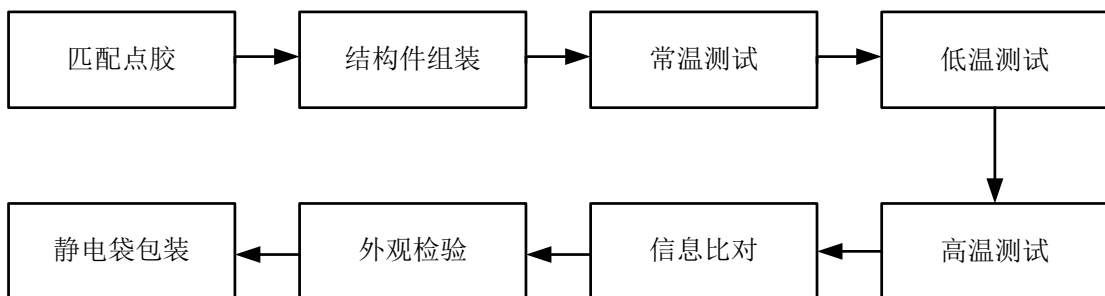 匹配点胶
结构件组装
常温测试
低温测试
高温测试
信息比对
外观检验
静电袋包装